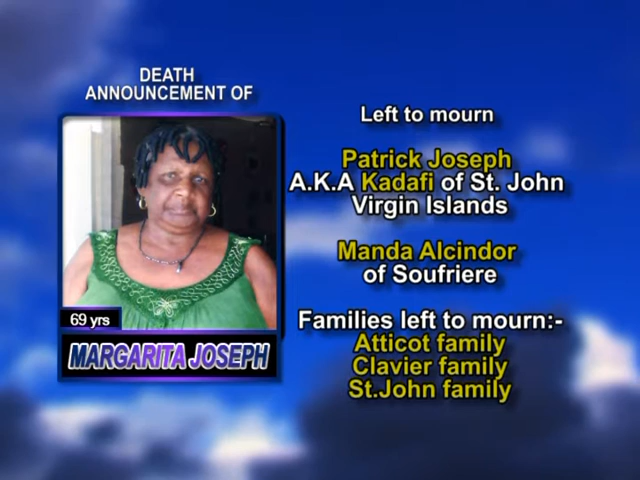 DEATH
ANNOUNCEMENT OF
69 yrs
MARGARITA JOSEPH
Left to mourn
Patrick Joseph
A.K.A Kadafi of St. John
Virgin Islands
Manda Alcindor
of Soufriere
Families left to mourn:-
Atticot family
Clavier family
St.John family